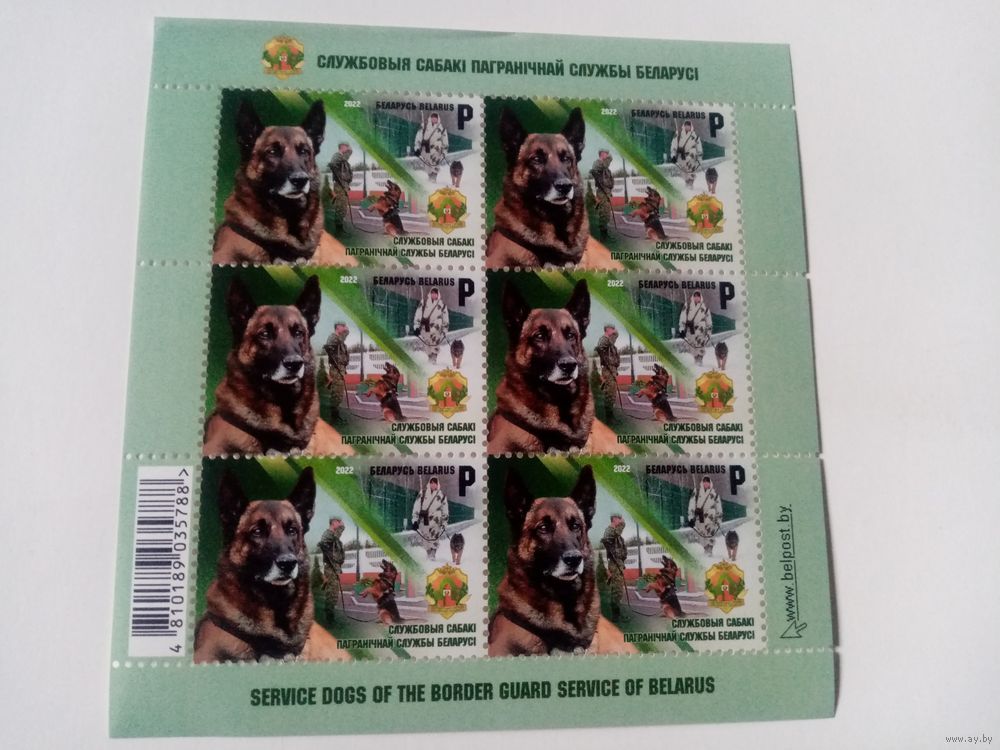 СЛУЖБОВЫЯ САБАКІ ПАГРАНІЧНАЙ СЛУЖБЫ БЕЛАРУСІ
2022 БЕЛАРУСЬ BELARUS P
СЛУЖБОВЫЯ САБАКІ
ПАГРАНІЧНАЙ СЛУЖБЫ БЕЛАРУСІ
2022 БЕЛАРУСЬ BELARUS P
СЛУЖБОВЫЯ САБАКІ
ПАГРАНІЧНАЙ СЛУЖБЫ БЕЛАРУСІ
2022 БЕЛАРУСЬ BELARUS P
СЛУЖБОВЫЯ САБАКІ
ПАГРАНІЧНАЙ СЛУЖБЫ БЕЛАРУСІ
2022 БЕЛАРУСЬ BELARUS P
СЛУЖБОВЫЯ САБАКІ
ПАГРАНІЧНАЙ СЛУЖБЫ БЕЛАРУСІ
2022 БЕЛАРУСЬ BELARUS P
СЛУЖБОВЫЯ САБАКІ
ПАГРАНІЧНАЙ СЛУЖБЫ БЕЛАРУСІ
2022 БЕЛАРУСЬ BELARUS P
СЛУЖБОВЫЯ САБАКІ
ПАГРАНІЧНАЙ СЛУЖБЫ БЕЛАРУСІ
4 810189 035788 >
www.belpost.by
SERVICE DOGS OF THE BORDER GUARD SERVICE OF BELARUS
www.ay.by